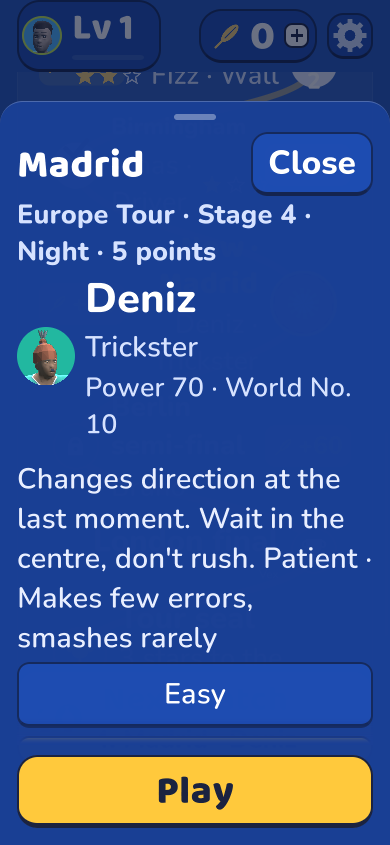 Lv 1
0
Fizz · Wall
Madrid
Close
Europe Tour · Stage 4 ·
Night · 5 points
Deniz
Trickster
Power 70 · World No.
10
Changes direction at the
last moment. Wait in the
centre, don't rush. Patient ·
Makes few errors,
smashes rarely
Easy
Play